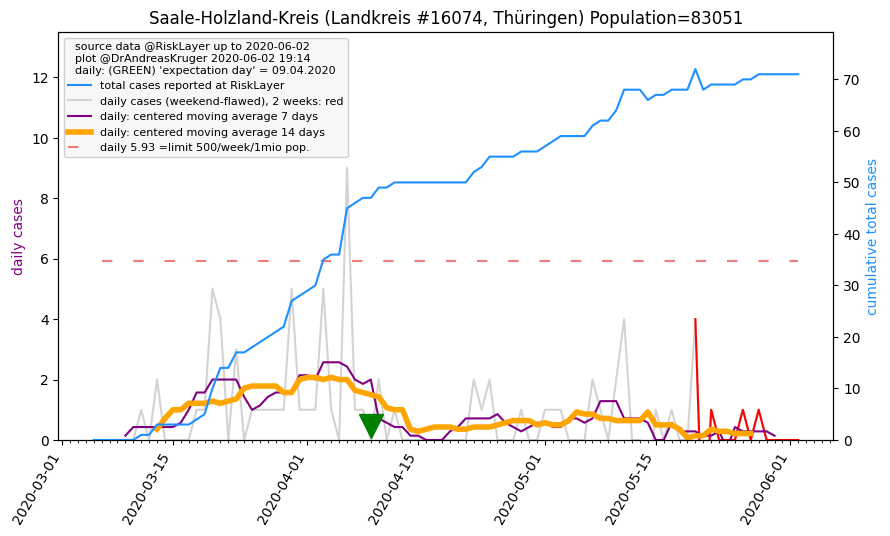 Saale-Holzland-Kreis (Landkreis #16074, Thüringen) Population=83051
source data @RiskLayer up to 2020-06-02
plot @DrAndreasKruger 2020-06-02 19:14
daily: (GREEN) 'expectation day' = 09.04.2020
total cases reported at RiskLayer
daily cases (weekend-flawed), 2 weeks: red
daily: centered moving average 7 days
daily: centered moving average 14 days
daily 5.93 =limit 500/week/1mio pop.
daily cases
12
10
8
6
4
2
0
70
60
50
40
30
20
10
0
cumulative total cases
2020-03-01
2020-03-15
2020-04-01
2020-04-15
2020-05-01
2020-05-15
2020-06-01